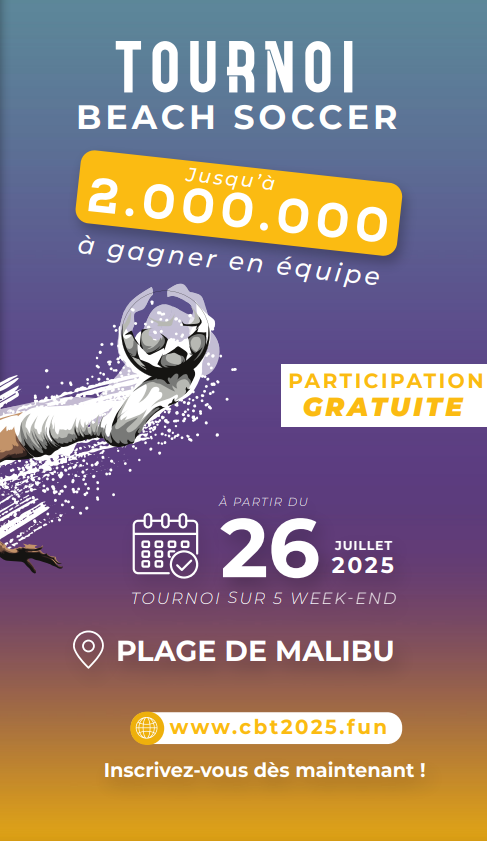 TOURNOI
BEACH SOCCER
Jusqu'à
2.000.000
à gagner en équipe
PARTICIPATION
GRATUITE
À PARTIR DU
26 JUILLET
2025
TOURNOI SUR 5 WEEK-END
PLAGE DE MALIBU
www.cbt2025.fun
Inscrivez-vous dès maintenant !